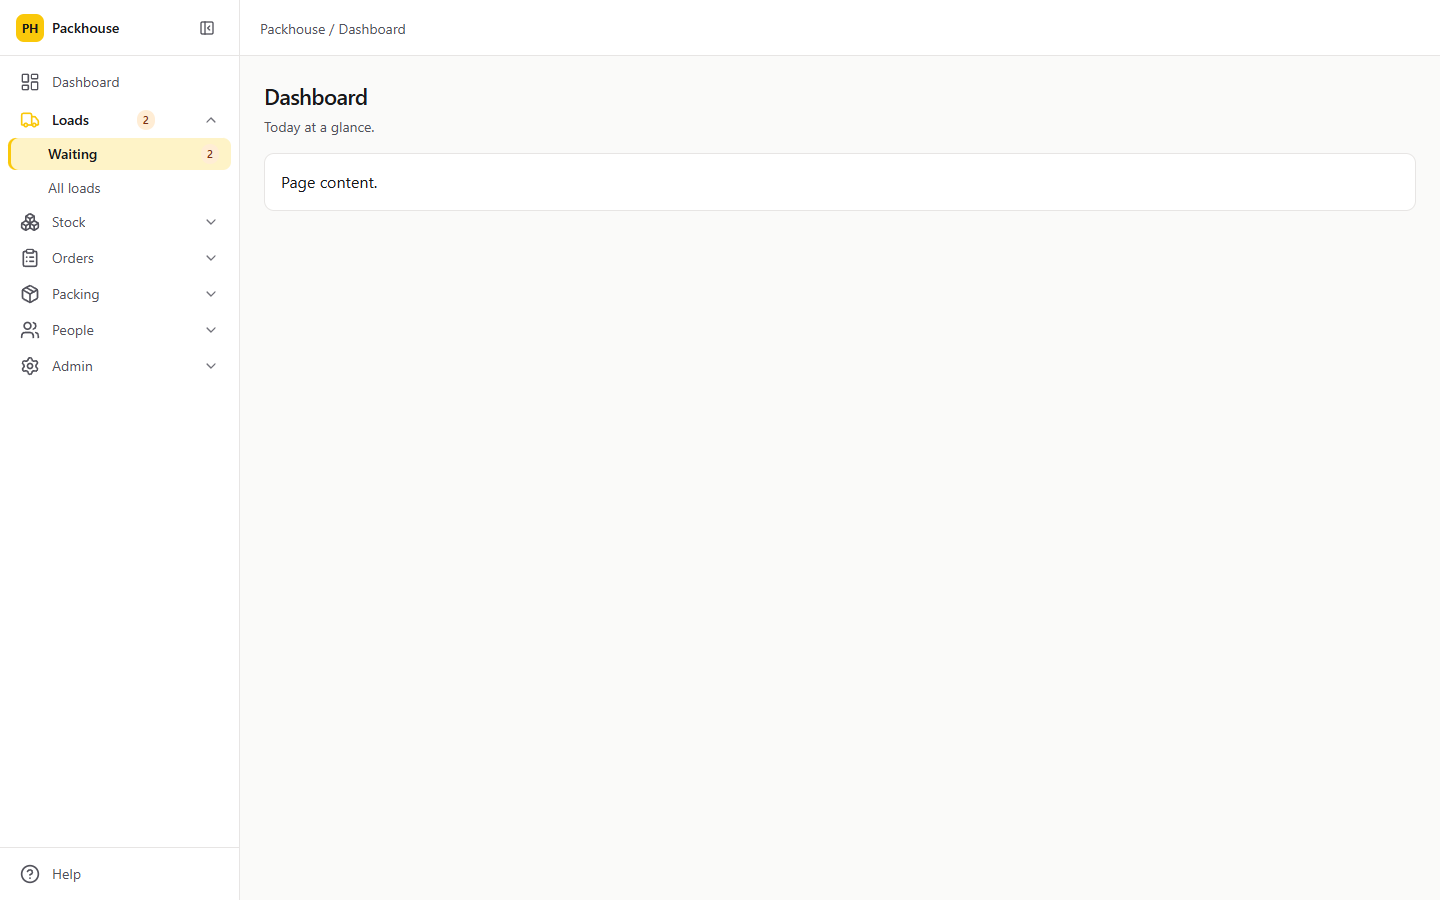 PH Packhouse
Packhouse / Dashboard
Dashboard
Loads 2
Waiting 2
All loads
Stock
Orders
Packing
People
Admin
Help
Dashboard
Today at a glance.
Page content.